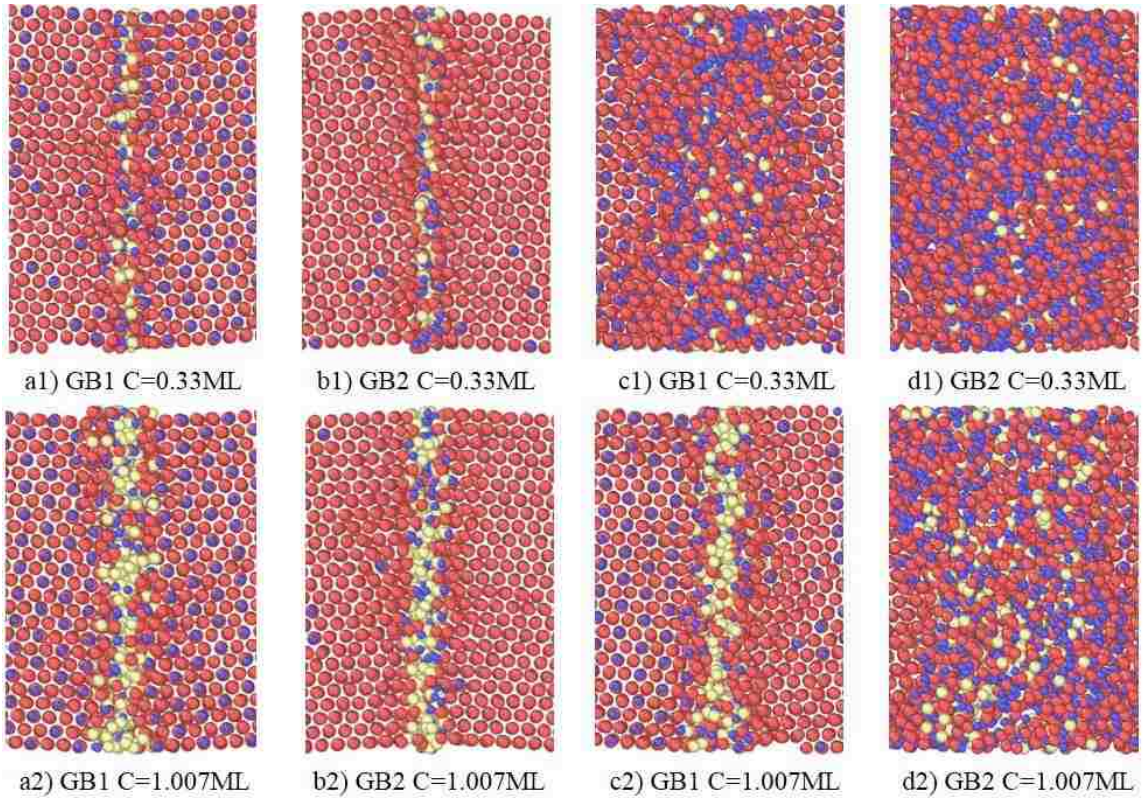 a1) GB1 C=0.33ML
b1) GB2 C=0.33ML
c1) GB1 C=0.33ML
d1) GB2 C=0.33ML
a2) GB1 C=1.007ML
b2) GB2 C=1.007ML
c2) GB1 C=1.007ML
d2) GB2 C=1.007ML